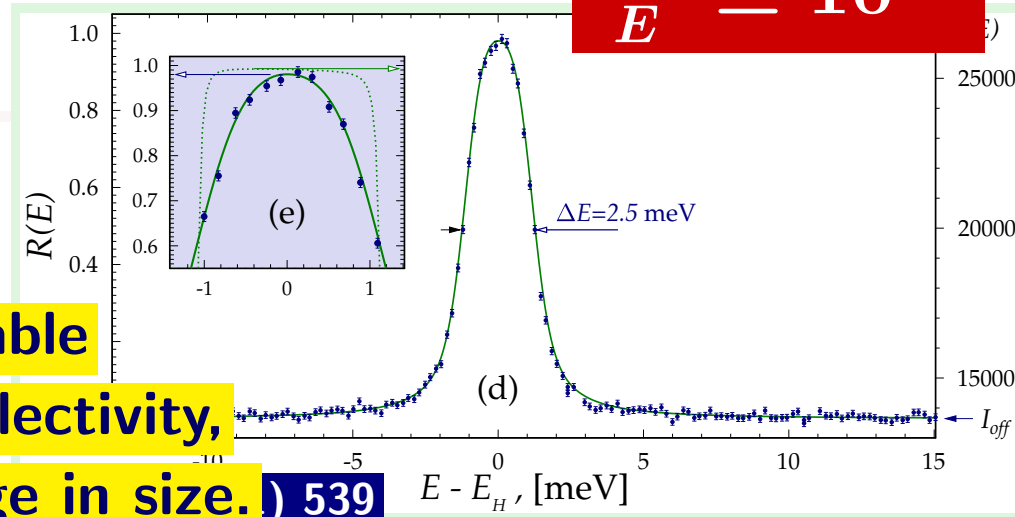 E
1.0
0.8
0.6
0.4
R(E)
1.0
0.9
0.8
0.7
0.6
-1
0
1
(e)
ΔE=2.5 meV
(d)
25000
20000
15000
I_off
-10
-5
0
5
10
15
E - E_H , [meV]
lectivity,
ge in size.
) 539